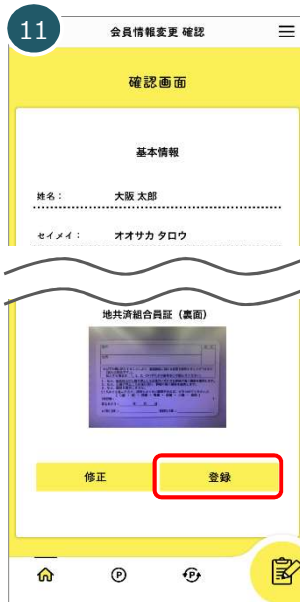 11
会員情報変更 確認
確認画面
基本情報
姓名： 大阪 太郎
セイメイ： オオサカ タロウ
地共済組合員証（裏面）
修正 登録
P P